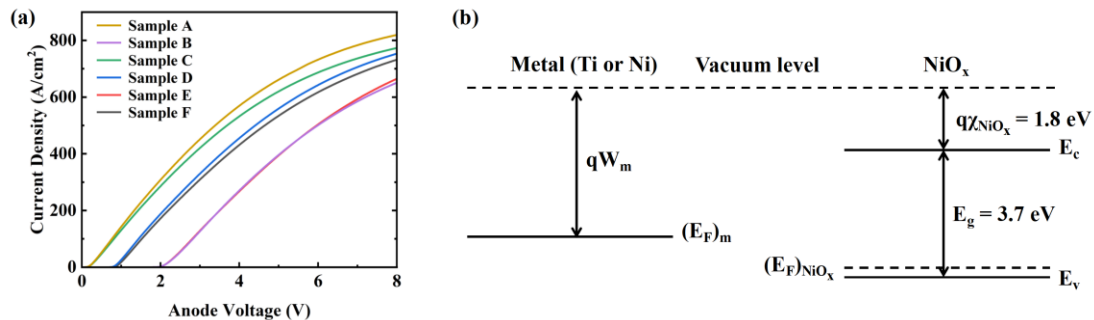 (a)
Sample A
Sample B
Sample C
Sample D
Sample E
Sample F
Current Density (A/cm²)
800
600
400
200
0
0 2 4 6 8
Anode Voltage (V)
(b)
Metal (Ti or Ni) Vacuum level NiOₓ
qWₘ
(E_F)ₘ
qχ_NiOₓ = 1.8 eV
E_c
E_g = 3.7 eV
(E_F)_NiOₓ
E_v